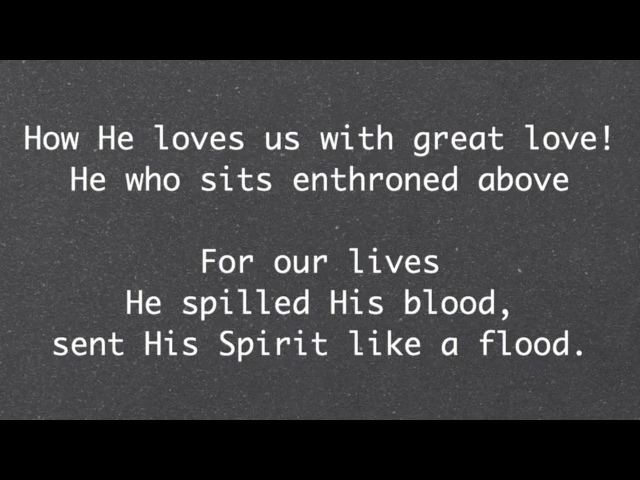 How He loves us with great love!
He who sits enthroned above
For our lives
He spilled His blood,
sent His Spirit like a flood.